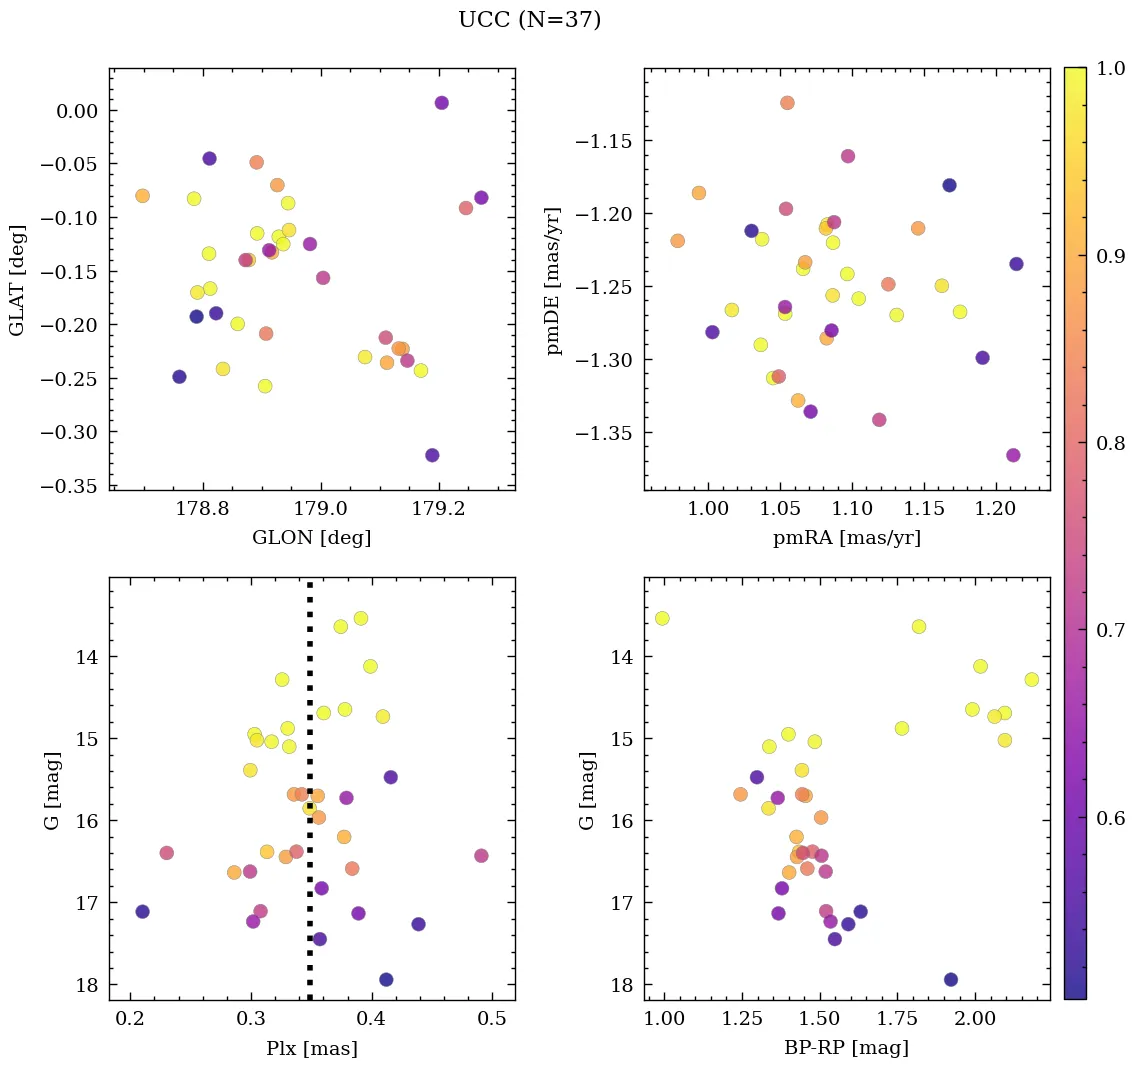 UCC (N=37)
0.00
−0.05
−0.10
−0.15
−0.20
−0.25
−0.30
−0.35
GLAT [deg]
178.8 179.0 179.2
GLON [deg]
−1.15
−1.20
−1.25
−1.30
−1.35
pmDE [mas/yr]
1.00 1.05 1.10 1.15 1.20
pmRA [mas/yr]
14
15
16
17
18
G [mag]
0.2 0.3 0.4 0.5
Plx [mas]
14
15
16
17
18
G [mag]
1.00 1.25 1.50 1.75 2.00
BP-RP [mag]
1.0
0.9
0.8
0.7
0.6